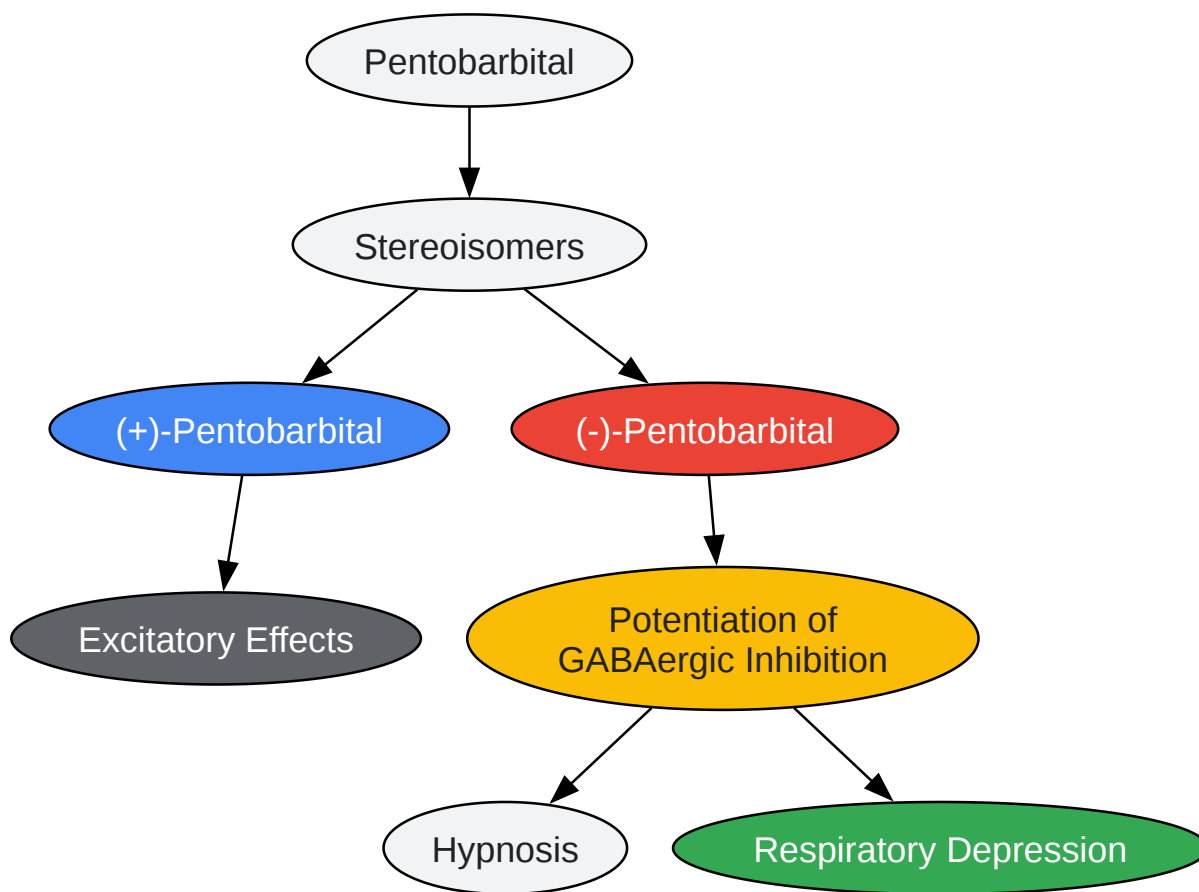 Pentobarbital
Stereoisomers
(+)-Pentobarbital
(-)-Pentobarbital
Excitatory Effects
Potentiation of
GABAergic Inhibition
Hypnosis
Respiratory Depression